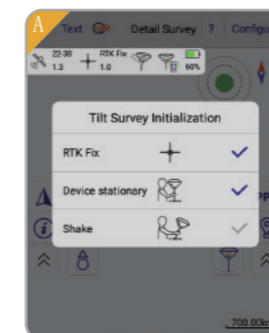 A
Text Detail Survey ? Configu
22-38 RTK Fix
1.3 1.0 60%
Tilt Survey Initialization
RTK Fix
Device stationary
Shake
700.00